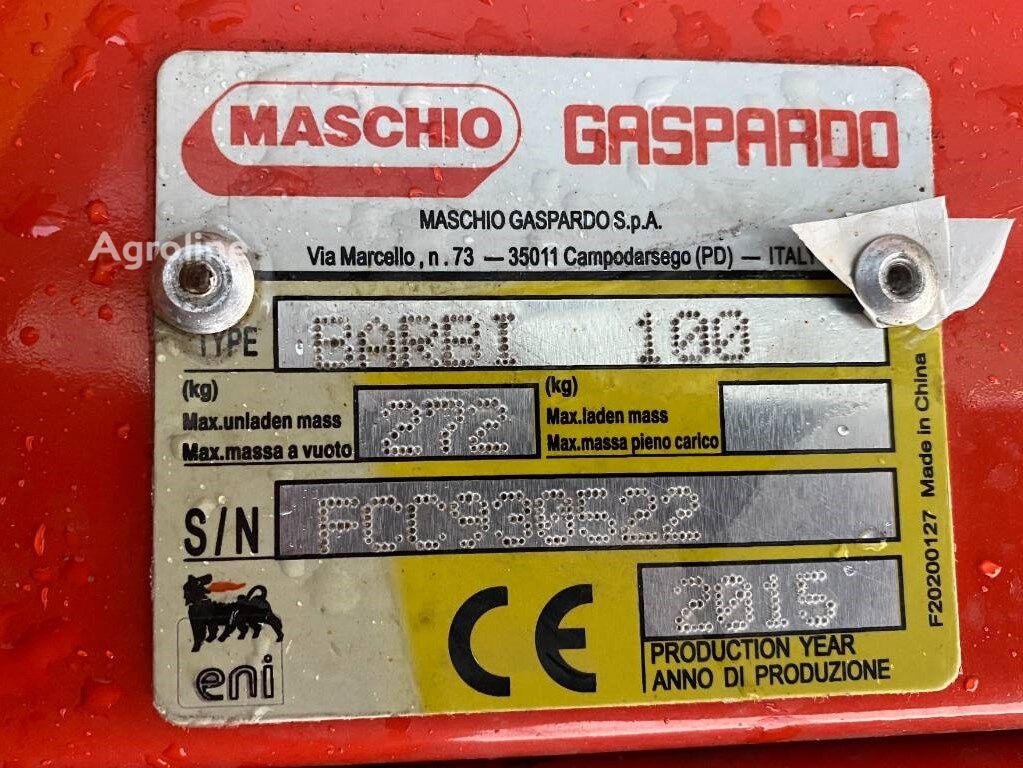 MASCHIO GASPARDO
MASCHIO GASPARDO S.p.A.
Via Marcello, n. 73 — 35011 Campodarsego (PD) — ITALY
Agroline
TYPE BARBI 100
(kg)
Max.unladen mass
Max.massa a vuoto
272
(kg)
Max.laden mass
Max.massa pieno carico
S/N FCC930522
eni
CE
2015
PRODUCTION YEAR
ANNO DI PRODUZIONE
F20200127 Made in China